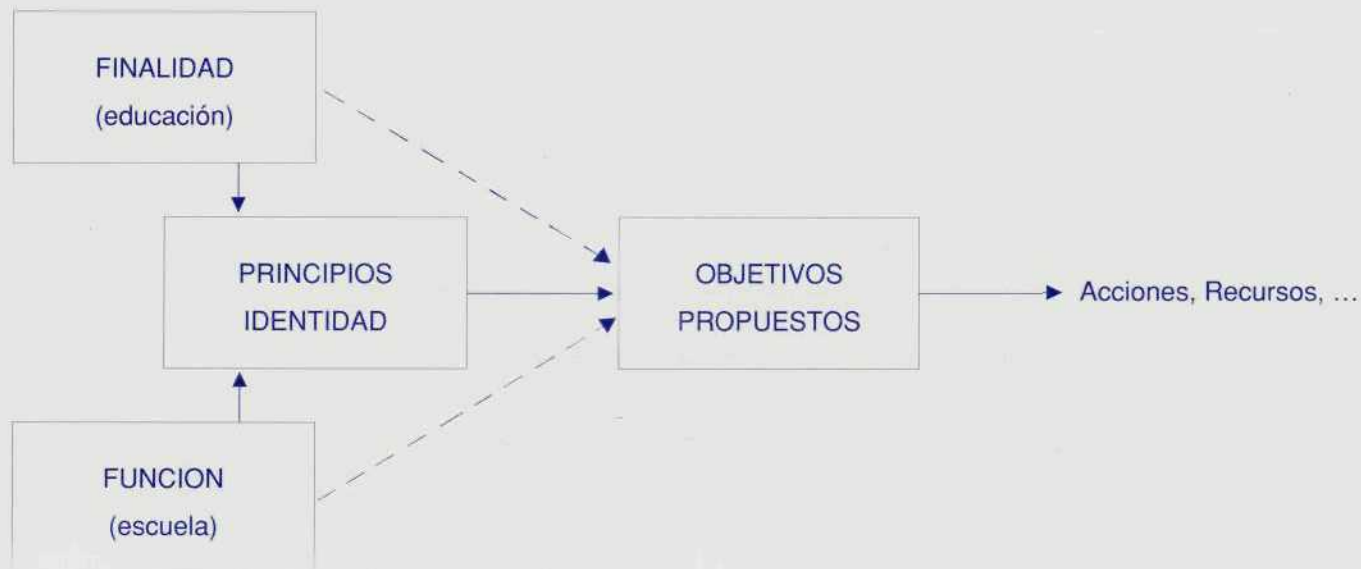 FINALIDAD
(educación)
PRINCIPIOS
IDENTIDAD
OBJETIVOS
PROPUESTOS
Acciones, Recursos, ...
FUNCION
(escuela)